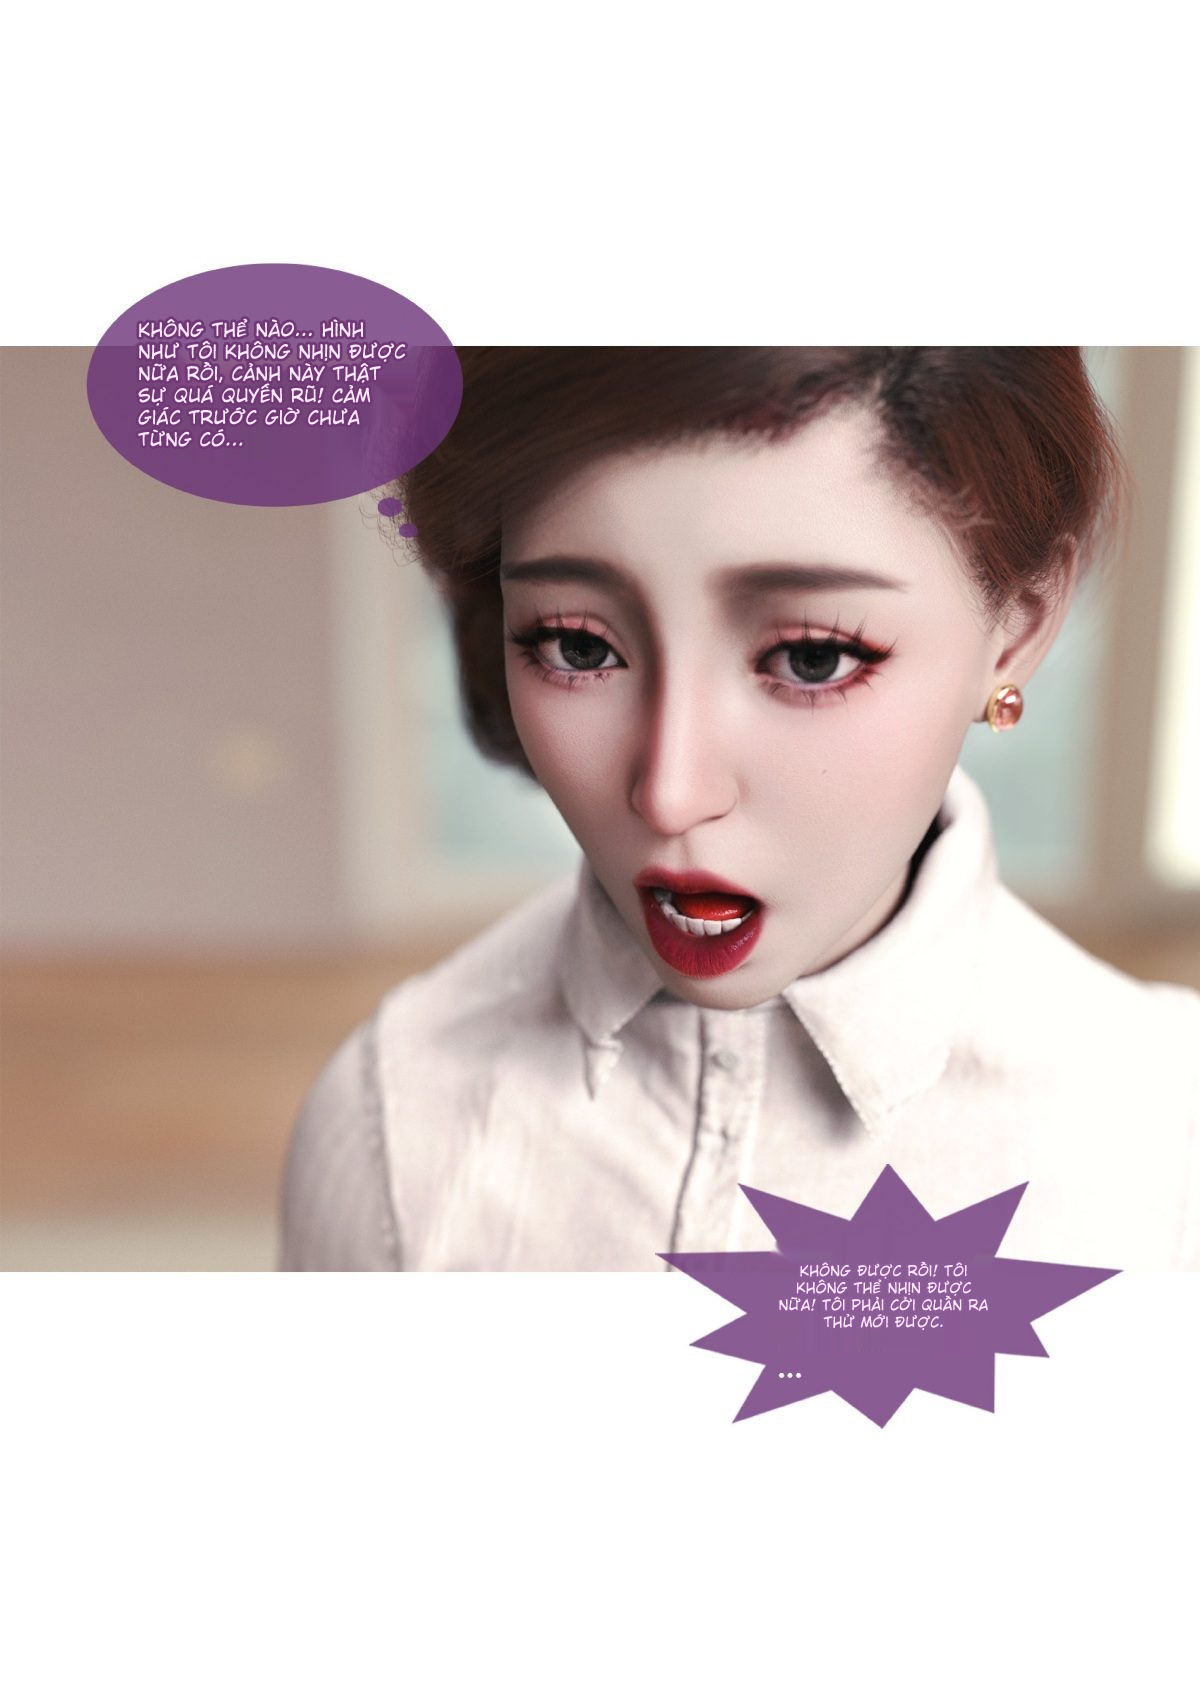 KHÔNG THỂ NÀO... HÌNH
NHƯ TÔI KHÔNG NHỊN ĐƯỢC
NỮA RỒI, CẢNH NÀY THẬT
SỰ QUÁ QUYẾN RŨ! CẢM
GIÁC TRƯỚC GIỜ CHƯA
TỪNG CÓ...
KHÔNG ĐƯỢC RỒI! TÔI
KHÔNG THỂ NHỊN ĐƯỢC
NỮA! TÔI PHẢI CỞI QUẦN RA
THỬ MỚI ĐƯỢC.
...